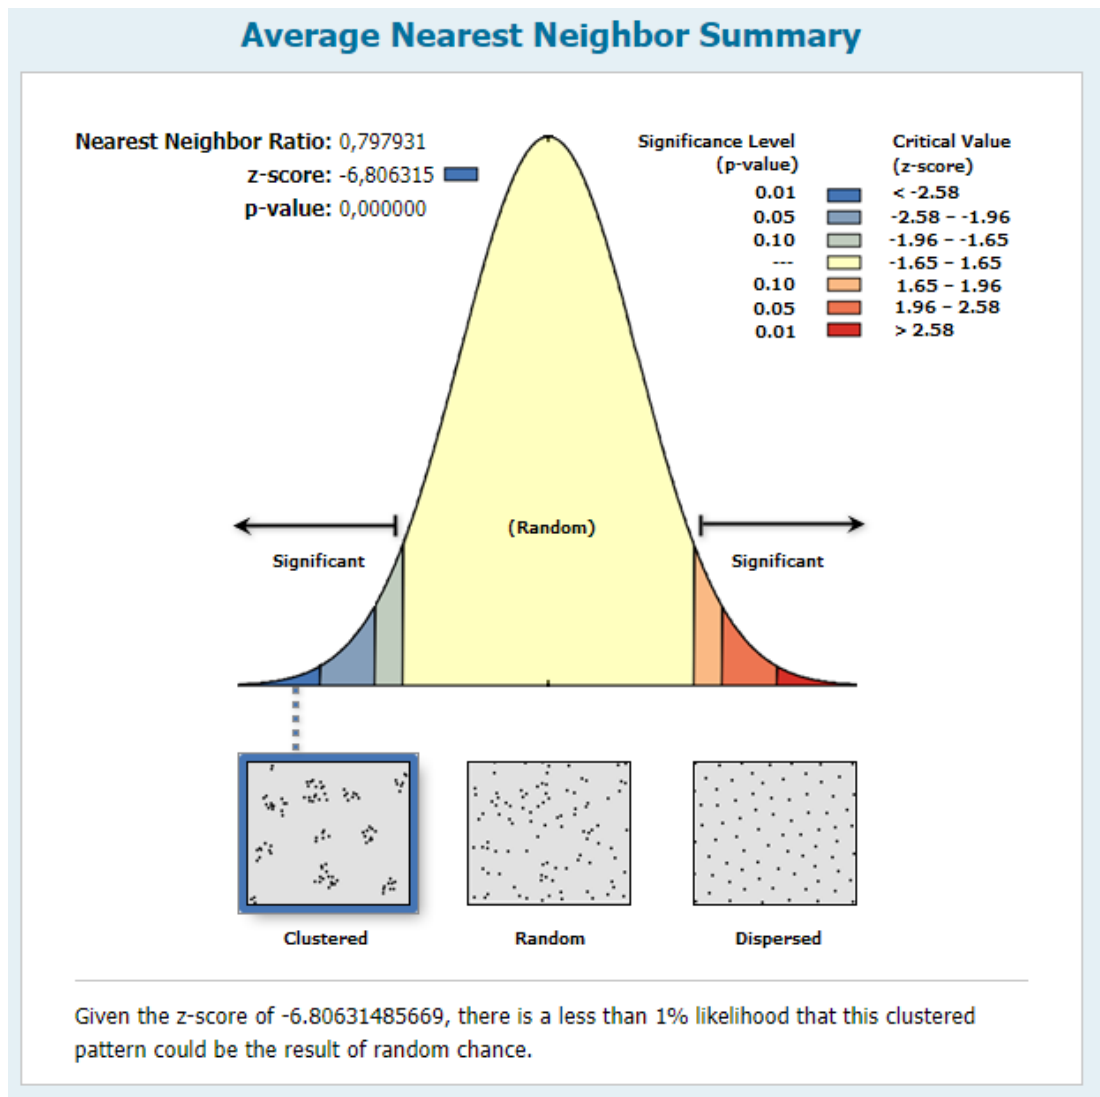 Average Nearest Neighbor Summary
Nearest Neighbor Ratio: 0,797931
z-score: -6,806315
p-value: 0,000000
Significance Level
(p-value)
Critical Value
(z-score)
0.01 < -2.58
0.05 -2.58 – -1.96
0.10 -1.96 – -1.65
--- -1.65 – 1.65
0.10 1.65 – 1.96
0.05 1.96 – 2.58
0.01 > 2.58
(Random)
Significant
Significant
Clustered
Random
Dispersed
Given the z-score of -6.80631485669, there is a less than 1% likelihood that this clustered
pattern could be the result of random chance.